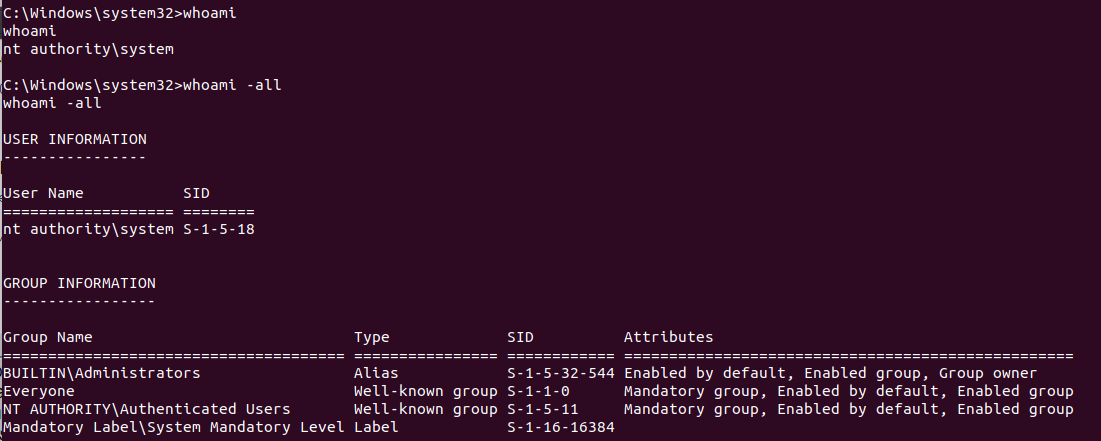 C:\Windows\system32>whoami
whoami
nt authority\system
C:\Windows\system32>whoami -all
whoami -all
USER INFORMATION
----------------
User Name           SID
=================== ========
nt authority\system S-1-5-18
GROUP INFORMATION
-----------------
Group Name                             Type             SID          Attributes
====================================== ================ ============ ==================================================
BUILTIN\Administrators                 Alias            S-1-5-32-544 Enabled by default, Enabled group, Group owner
Everyone                               Well-known group S-1-1-0      Mandatory group, Enabled by default, Enabled group
NT AUTHORITY\Authenticated Users       Well-known group S-1-5-11     Mandatory group, Enabled by default, Enabled group
Mandatory Label\System Mandatory Level Label            S-1-16-16384